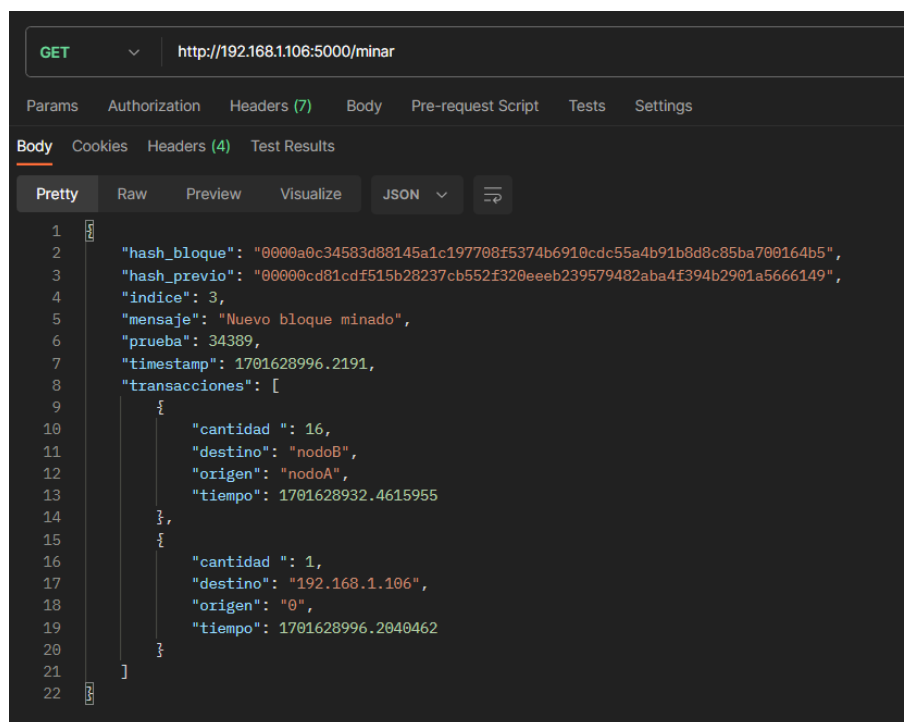 GET http://192.168.1.106:5000/minar
Params Authorization Headers (7) Body Pre-request Script Tests Settings
Body Cookies Headers (4) Test Results
Pretty Raw Preview Visualize JSON
1 {
2 "hash_bloque": "0000a0c34583d88145a1c197708f5374b6910cdc55a4b91b8d8c85ba700164b5",
3 "hash_previo": "00000cd81cdf515b28237cb552f320eeeb239579482aba4f394b2901a5666149",
4 "indice": 3,
5 "mensaje": "Nuevo bloque minado",
6 "prueba": 34389,
7 "timestamp": 1701628996.2191,
8 "transacciones": [
9 {
10 "cantidad ": 16,
11 "destino": "nodoB",
12 "origen": "nodoA",
13 "tiempo": 1701628932.4615955
14 },
15 {
16 "cantidad ": 1,
17 "destino": "192.168.1.106",
18 "origen": "0",
19 "tiempo": 1701628996.2040462
20 }
21 ]
22 }